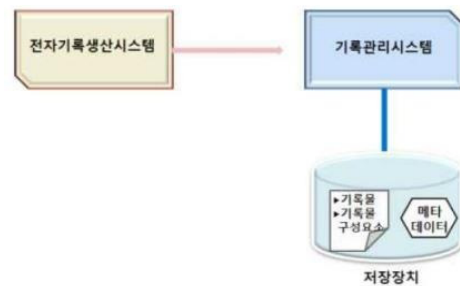 전자기록생산시스템
기록관리시스템
▸기록물
▸기록물
구성요소
메타
데이터
저장장치